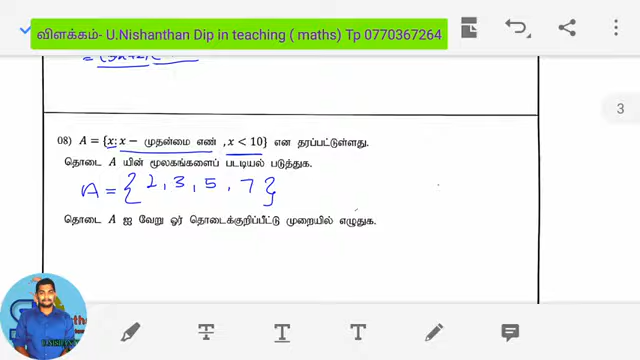 விளக்கம்- U.Nishanthan Dip in teaching ( maths) Tp 0770367264
3
08) A = {x: x − முதன்மை எண் , x < 10} என தரப்பட்டுள்ளது.
தொடை A யின் மூலகங்களைப் படடியல் படுத்துக.
A = { 2, 3, 5, 7 }
தொடை A ஐ வேறு ஓர் தொடைக்குறிப்பீட்டு முறையில் எழுதுக.
T T T